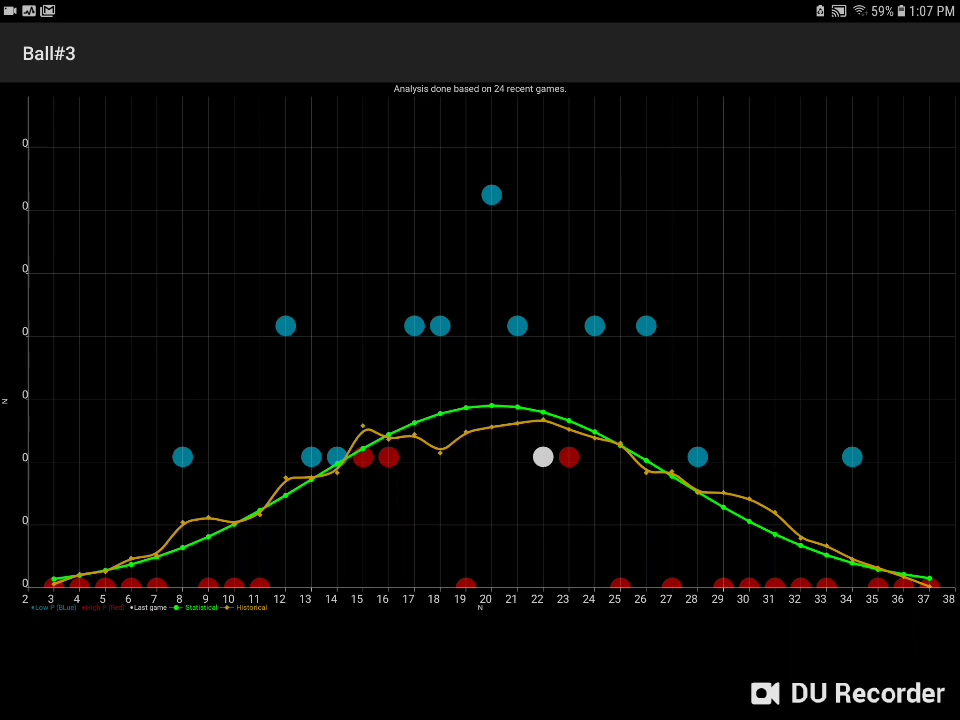 59% 1:07 PM
Ball#3
Analysis done based on 24 recent games.
0
0
0
0
0
0
0
0
N
2 3 4 5 6 7 8 9 10 11 12 13 14 15 16 17 18 19 20 21 22 23 24 25 26 27 28 29 30 31 32 33 34 35 36 37 38
Low P (BLue) High P (Red) Last game Statistical Historical N
DU Recorder